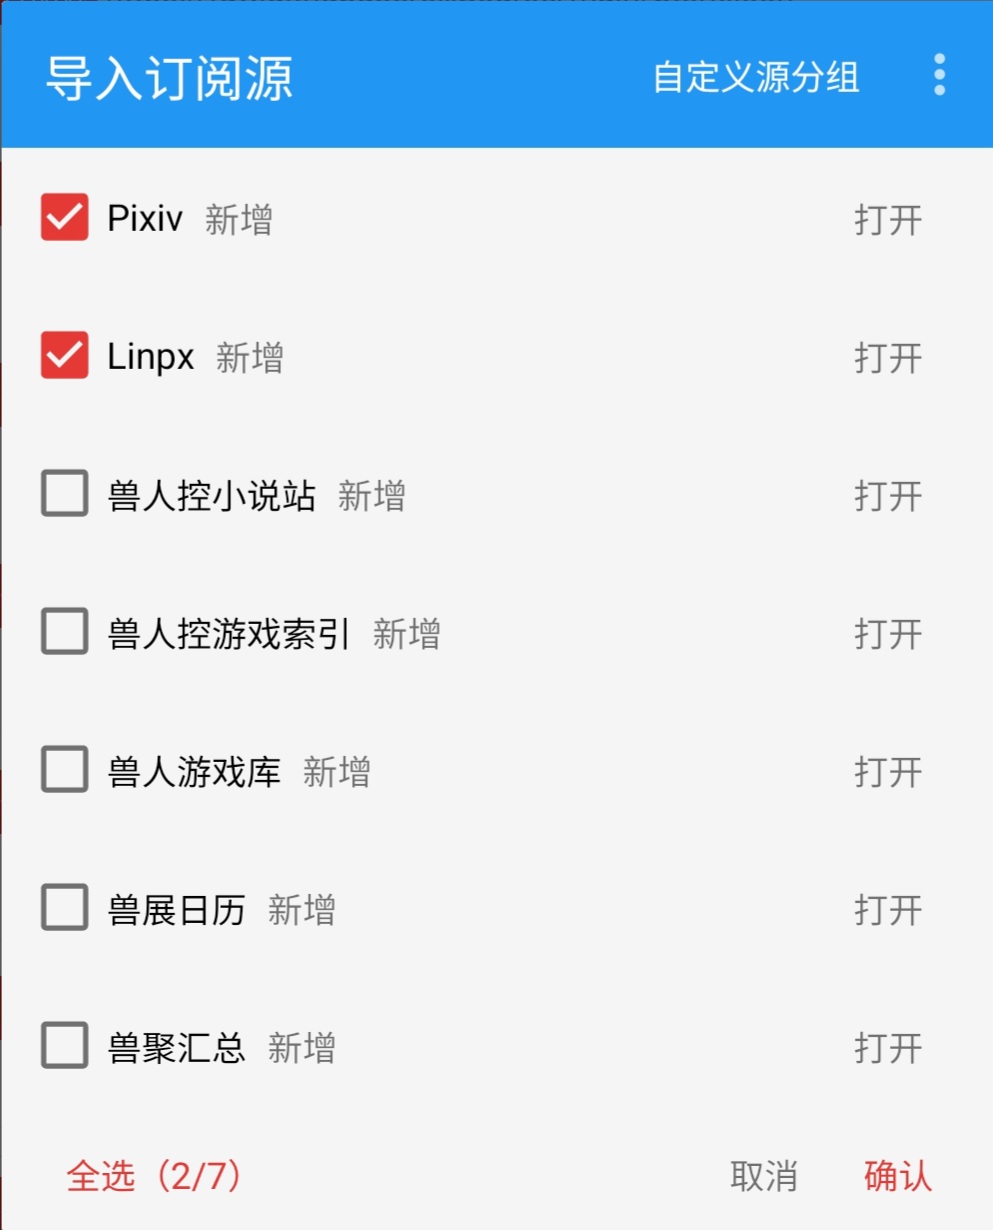 导入订阅源 自定义源分组
Pixiv 新增 打开
Linpx 新增 打开
兽人控小说站 新增 打开
兽人控游戏索引 新增 打开
兽人游戏库 新增 打开
兽展日历 新增 打开
兽聚汇总 新增 打开
全选（2/7） 取消 确认